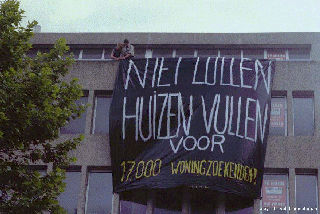 NIET LULLEN
HUIZEN VULLEN
VOOR
17000 WONINGZOEKENDEN!